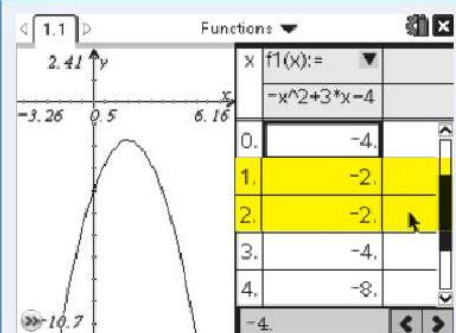 1.1
Functions
2.41
y
x
-3.26
0.5
6.16
-10.7
x f1(x):=
-x^2+3*x-4
0. -4.
1. -2.
2. -2.
3. -4.
4. -8.
-4.